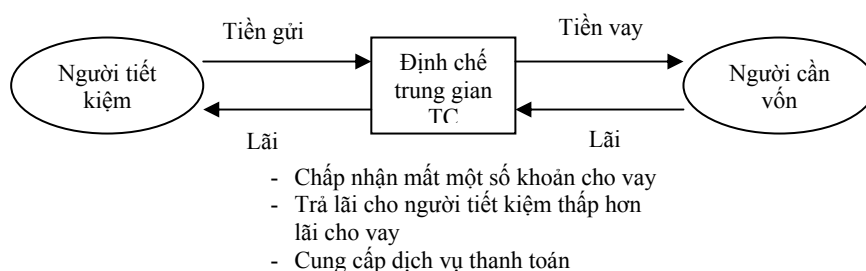 Tiền gửi
Tiền vay
Người tiết
kiệm
Định chế
trung gian
TC
Người cần
vốn
Lãi
Lãi
- Chấp nhận mất một số khoản cho vay
- Trả lãi cho người tiết kiệm thấp hơn
lãi cho vay
- Cung cấp dịch vụ thanh toán